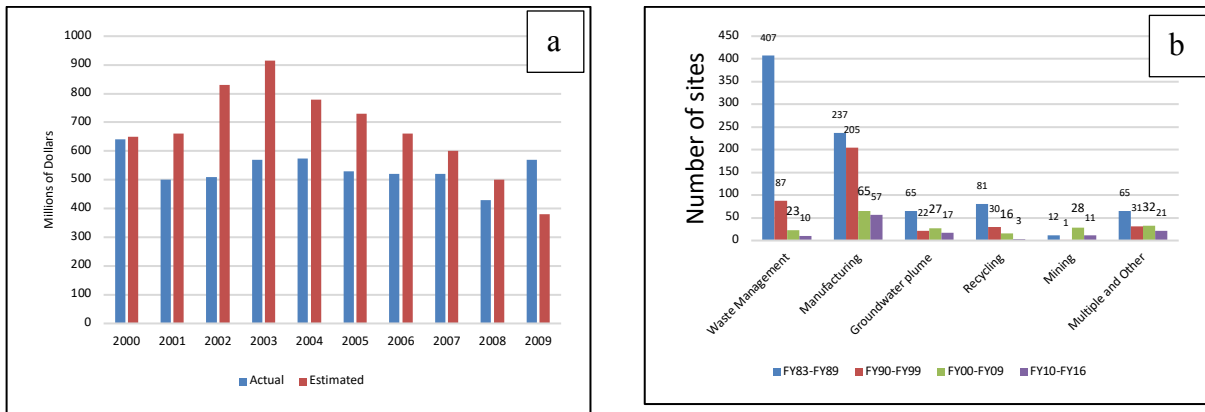 a
1000
900
800
700
600
500
400
300
200
100
0
Millions of Dollars
2000 2001 2002 2003 2004 2005 2006 2007 2008 2009
Actual Estimated
b
450
400
350
300
250
200
150
100
50
0
Number of sites
407 87 23 10
237 205 65 57
65 22 27 17
81 30 16 3
12 1 28 11
65 31 32 21
Waste Management
Manufacturing
Groundwater plume
Recycling
Mining
Multiple and Other
FY83-FY89 FY90-FY99 FY00-FY09 FY10-FY16